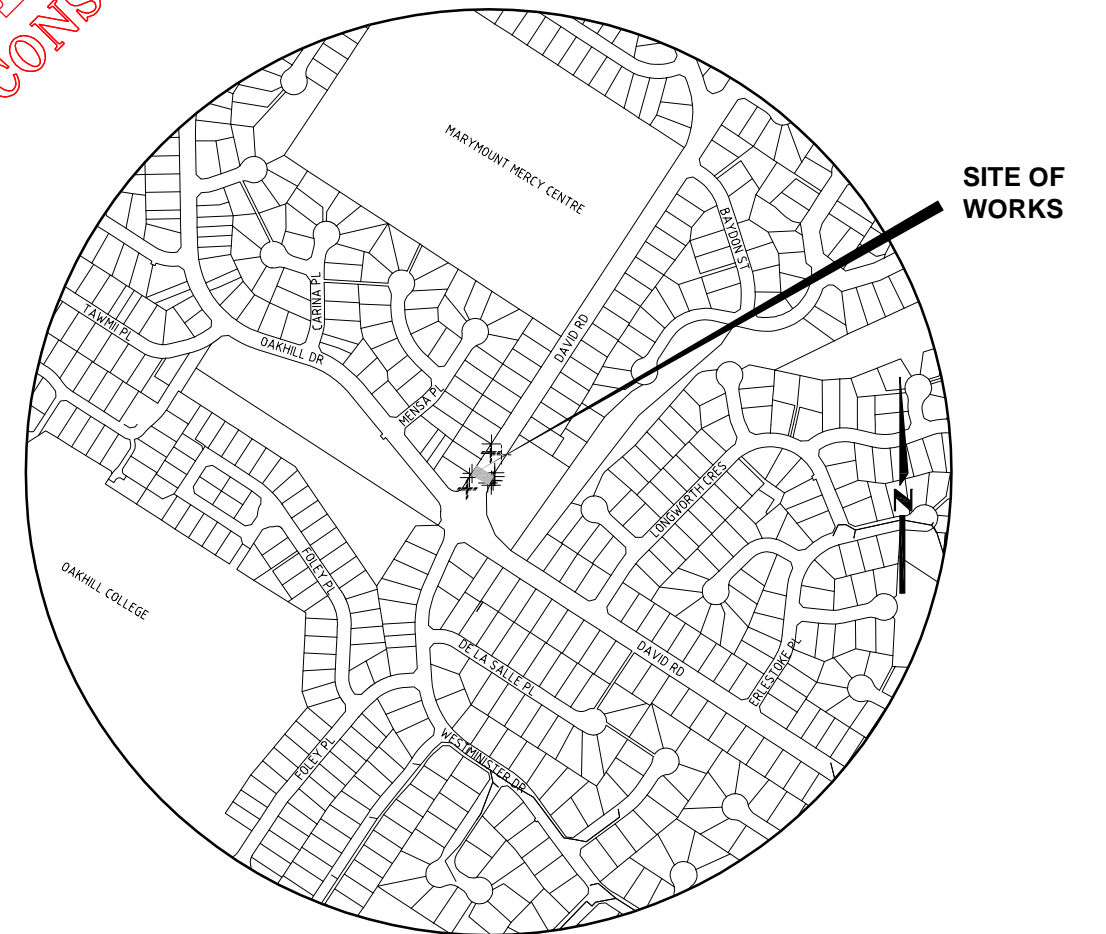 CONS
MARYMOUNT MERCY CENTRE
SITE OF
WORKS
BAYDON ST
CARINA PL
TAWMII PL
OAKHILL DR
DAVID RD
MENSA PL
LONGWORTH CRES
N
FOLEY PL
OAKHILL COLLEGE
DE LA SALLE PL
DAVID RD
ERLESTOKE PL
FOLEY PL
WESTMINISTER DR